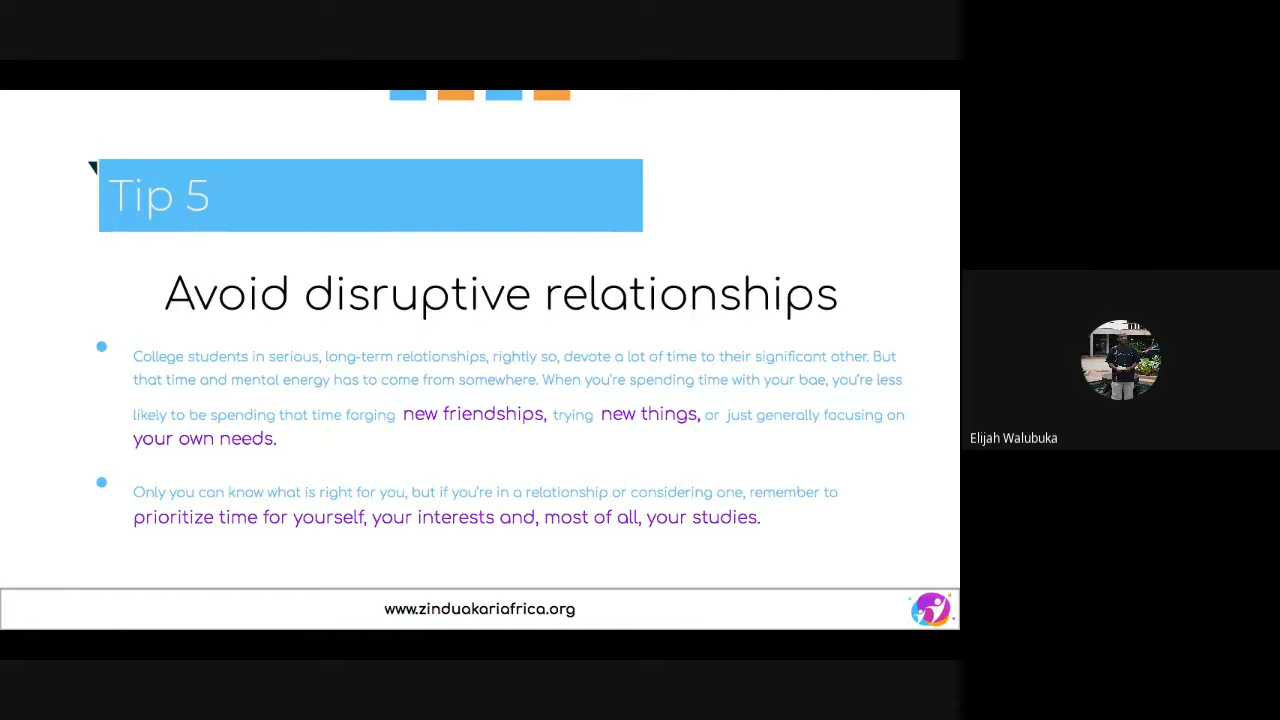 Tip 5
Avoid disruptive relationships
College students in serious, long-term relationships, rightly so, devote a lot of time to their significant other. But
that time and mental energy has to come from somewhere. When you're spending time with your bae, you're less
likely to be spending that time forging new friendships, trying new things, or just generally focusing on
your own needs.
Only you can know what is right for you, but if you're in a relationship or considering one, remember to
prioritize time for yourself, your interests and, most of all, your studies.
www.zinduakariafrica.org
Elijah Walubuka